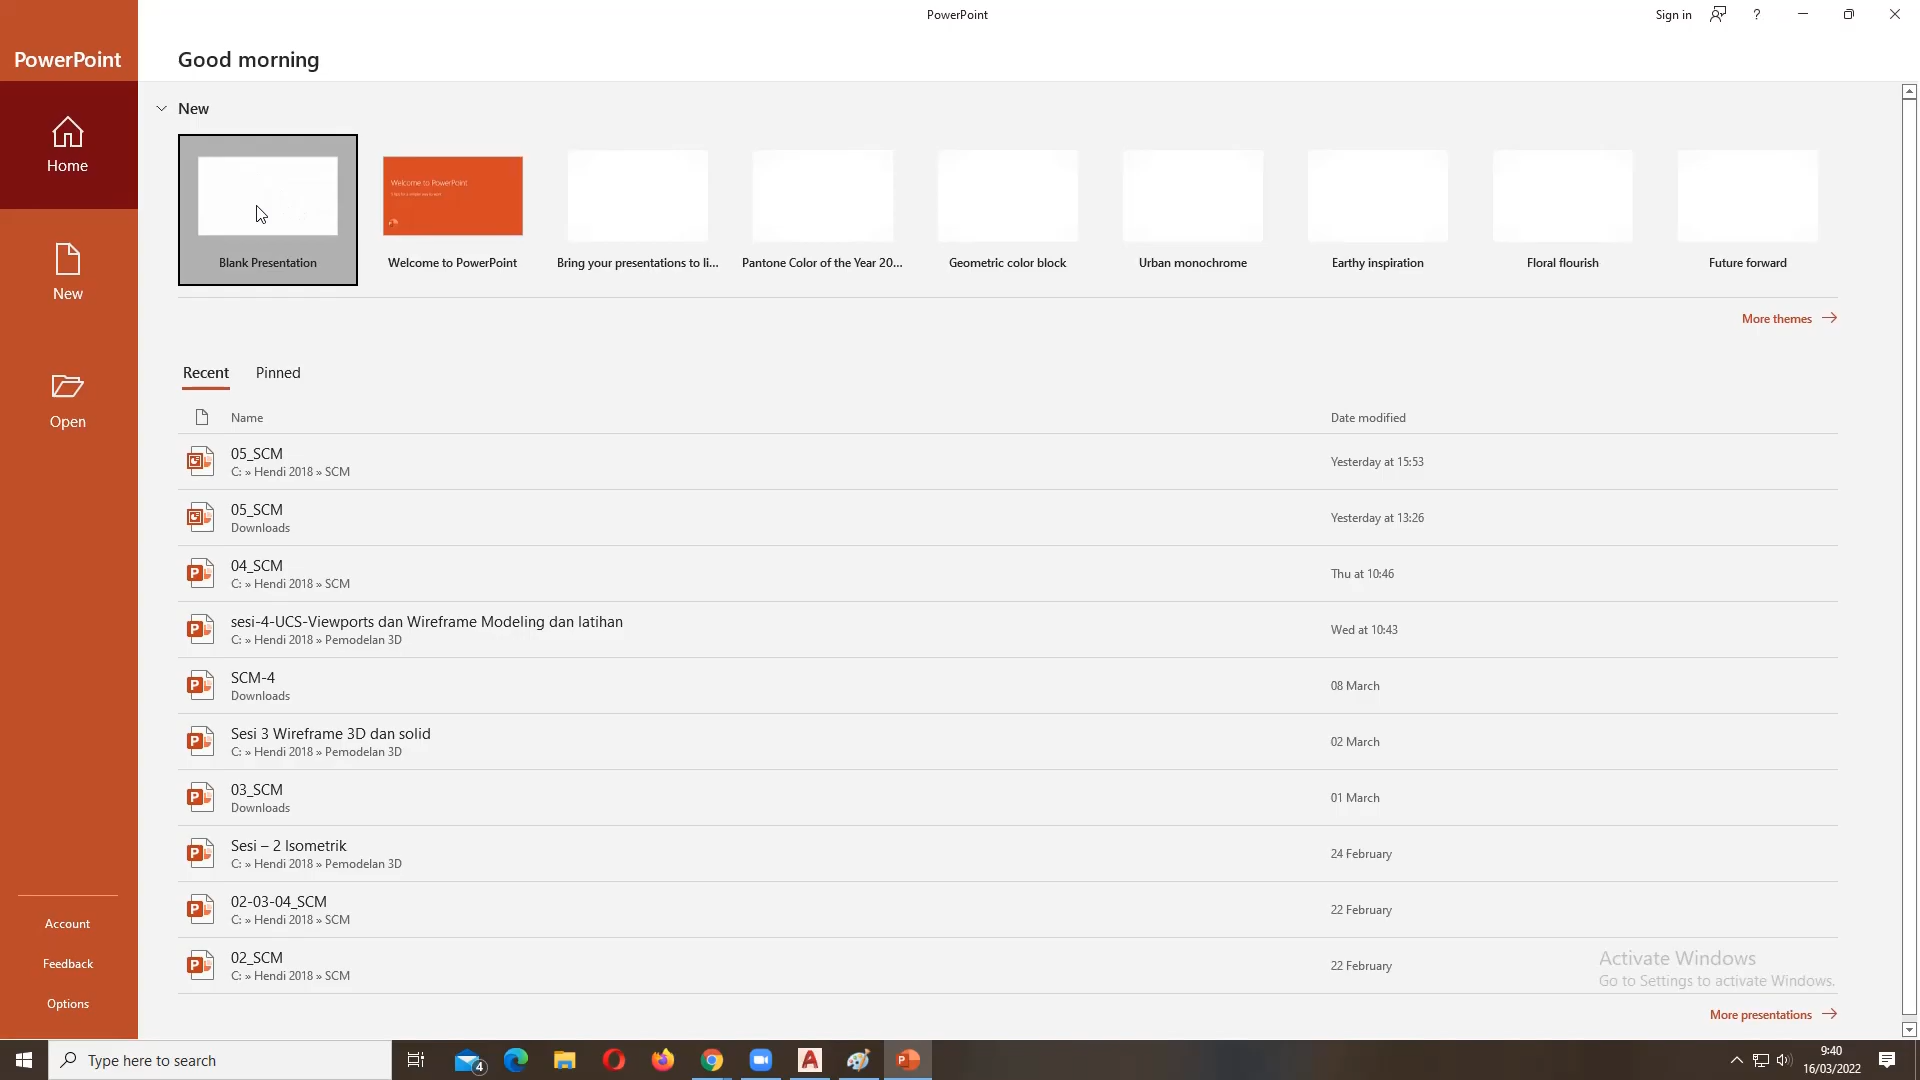 PowerPoint
Sign in
?
PowerPoint
Good morning
Home
New
Open
Account
Feedback
Options
New
Welcome to PowerPoint
Blank Presentation
Welcome to PowerPoint
Bring your presentations to li...
Pantone Color of the Year 20...
Geometric color block
Urban monochrome
Earthy inspiration
Floral flourish
Future forward
More themes
Recent
Pinned
Name
Date modified
05_SCM
C: » Hendi 2018 » SCM
Yesterday at 15:53
05_SCM
Downloads
Yesterday at 13:26
04_SCM
C: » Hendi 2018 » SCM
Thu at 10:46
sesi-4-UCS-Viewports dan Wireframe Modeling dan latihan
C: » Hendi 2018 » Pemodelan 3D
Wed at 10:43
SCM-4
Downloads
08 March
Sesi 3 Wireframe 3D dan solid
C: » Hendi 2018 » Pemodelan 3D
02 March
03_SCM
Downloads
01 March
Sesi – 2 Isometrik
C: » Hendi 2018 » Pemodelan 3D
24 February
02-03-04_SCM
C: » Hendi 2018 » SCM
22 February
02_SCM
C: » Hendi 2018 » SCM
22 February
Activate Windows
Go to Settings to activate Windows.
More presentations
Type here to search
4
9:40
16/03/2022